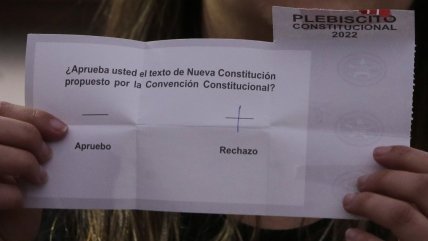 PLEBISCITO
CONSTITUCIONAL
2022
¿Aprueba usted el texto de Nueva Constitución
propuesto por la Convención Constitucional?
Apruebo
Rechazo